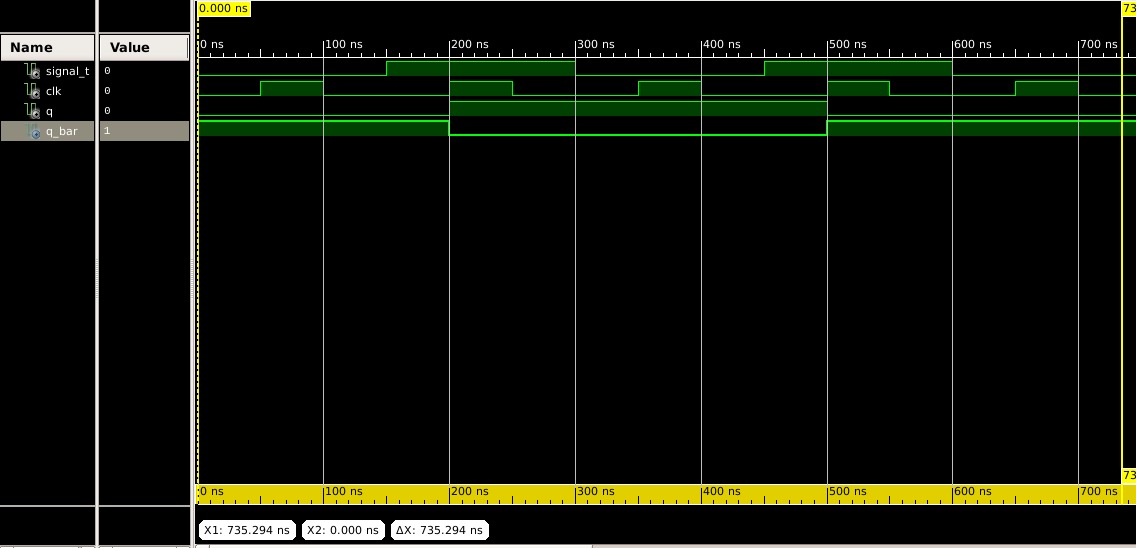 0.000 ns
73
Name Value
0 ns 100 ns 200 ns 300 ns 400 ns 500 ns 600 ns 700 ns
signal_t 0
clk 0
q 0
q_bar 1
73
0 ns 100 ns 200 ns 300 ns 400 ns 500 ns 600 ns 700 ns
X1: 735.294 ns X2: 0.000 ns ΔX: 735.294 ns